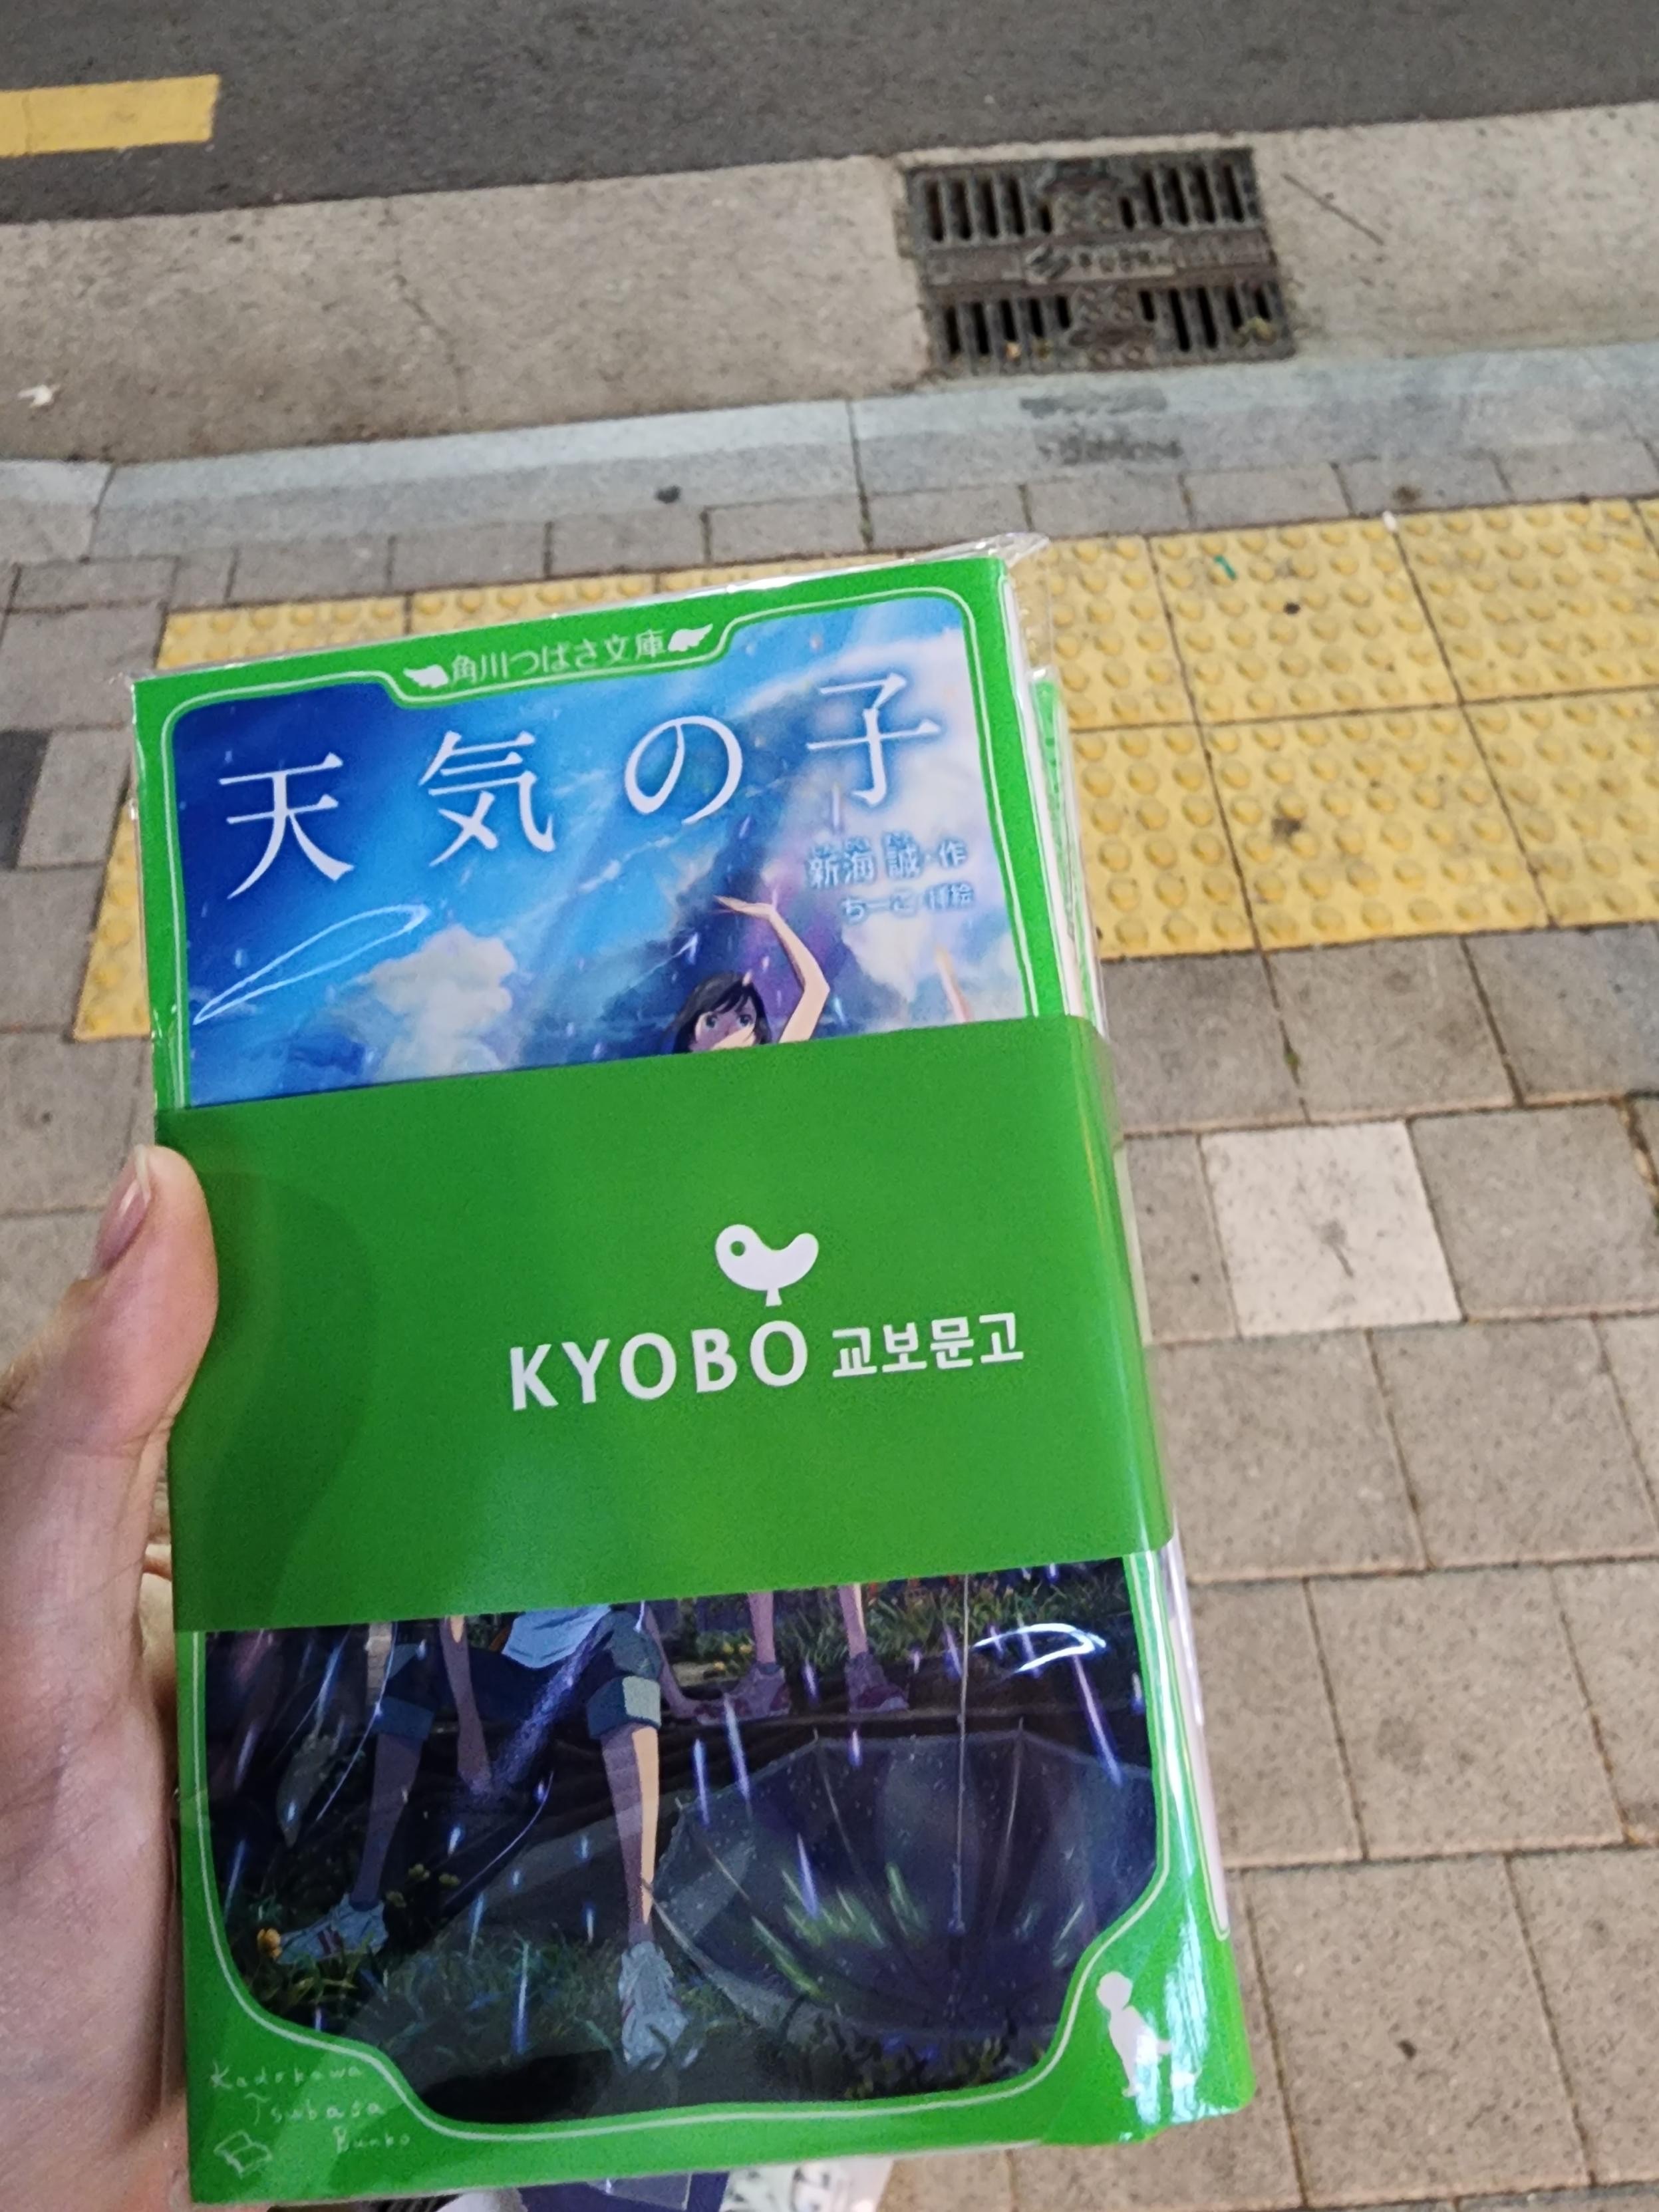 角川つばさ文庫
天気の子
新海 誠・作
ちーこ・挿絵
KYOBO 교보문고
Kadokawa
Tsubasa
Bunko